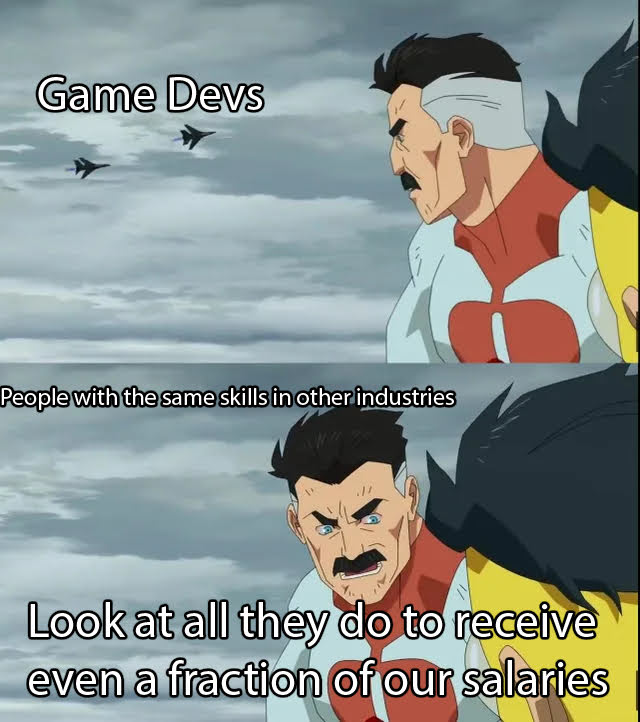 Game Devs
People with the same skills in other industries
Look at all they do to receive
even a fraction of our salaries